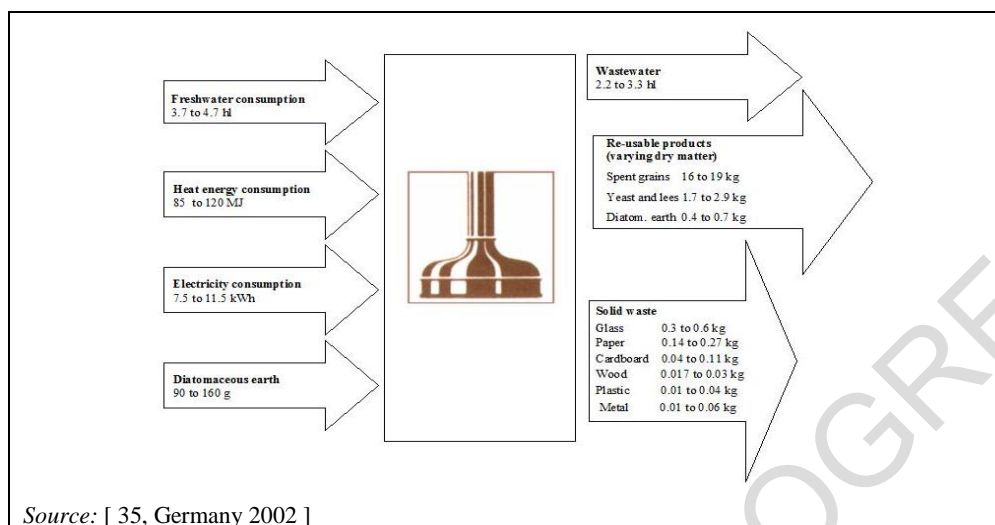 Freshwater consumption
3.7 to 4.7 hl
Heat energy consumption
85 to 120 MJ
Electricity consumption
7.5 to 11.5 kWh
Diatomaceous earth
90 to 160 g
Wastewater
2.2 to 3.3 hl
Re-usable products
(varying dry matter)
Spent grains 16 to 19 kg
Yeast and lees 1.7 to 2.9 kg
Diatom. earth 0.4 to 0.7 kg
Solid waste
Glass 0.3 to 0.6 kg
Paper 0.14 to 0.27 kg
Cardboard 0.04 to 0.11 kg
Wood 0.017 to 0.03 kg
Plastic 0.01 to 0.04 kg
Metal 0.01 to 0.06 kg
Source: [ 35, Germany 2002 ]